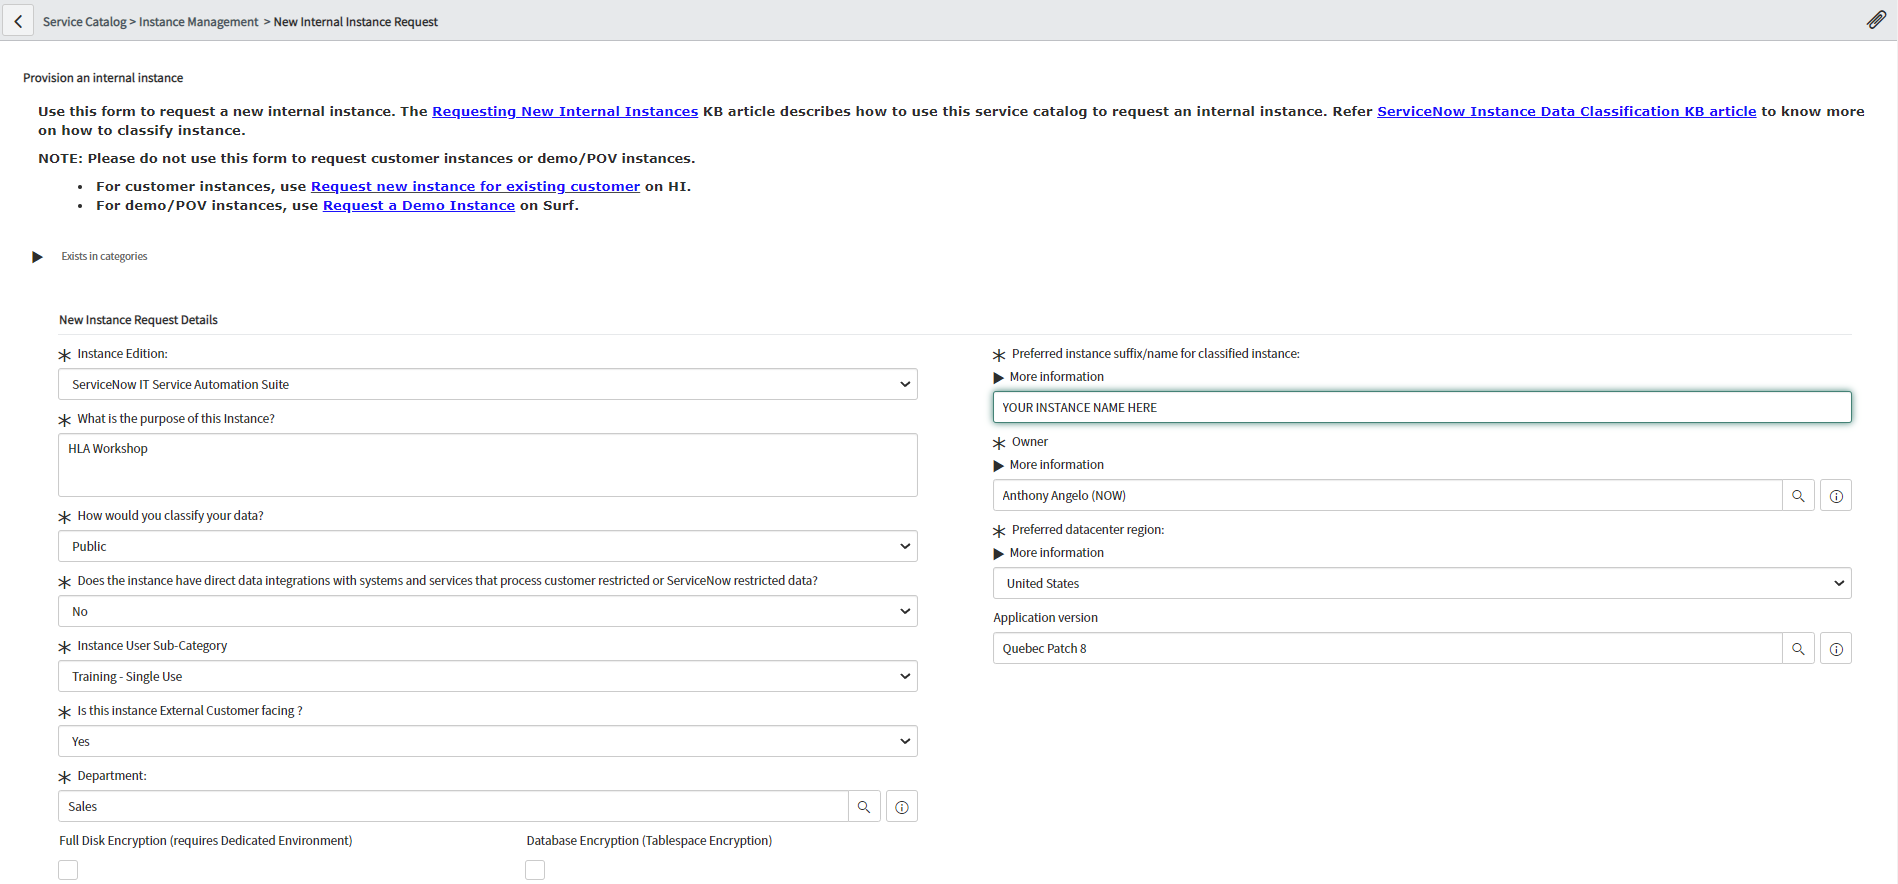 Service Catalog > Instance Management > New Internal Instance Request
Provision an internal instance
Use this form to request a new internal instance. The Requesting New Internal Instances KB article describes how to use this service catalog to request an internal instance. Refer ServiceNow Instance Data Classification KB article to know more
on how to classify instance.
NOTE: Please do not use this form to request customer instances or demo/POV instances.
• For customer instances, use Request new instance for existing customer on HI.
• For demo/POV instances, use Request a Demo Instance on Surf.
Exists in categories
New Instance Request Details
Instance Edition:
ServiceNow IT Service Automation Suite
What is the purpose of this Instance?
HLA Workshop
How would you classify your data?
Public
Does the instance have direct data integrations with systems and services that process customer restricted or ServiceNow restricted data?
No
Instance User Sub-Category
Training - Single Use
Is this instance External Customer facing ?
Yes
Department:
Sales
Full Disk Encryption (requires Dedicated Environment)
Database Encryption (Tablespace Encryption)
Preferred instance suffix/name for classified instance:
More information
YOUR INSTANCE NAME HERE
Owner
More information
Anthony Angelo (NOW)
Preferred datacenter region:
More information
United States
Application version
Quebec Patch 8